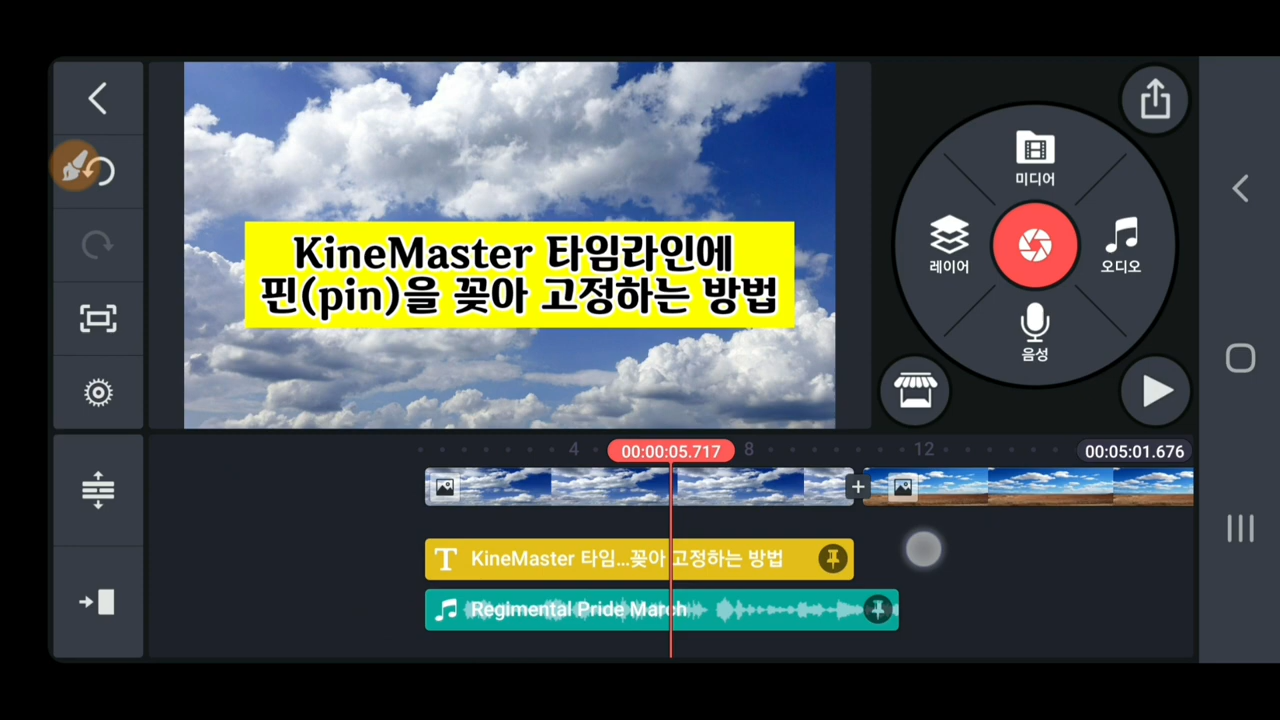 미디어
레이어
오디오
음성
KineMaster 타임라인에
핀(pin)을 꽂아 고정하는 방법
4
00:00:05.717
8
12
00:05:01.676
KineMaster 타임...꽂아 고정하는 방법
Regimental Pride March